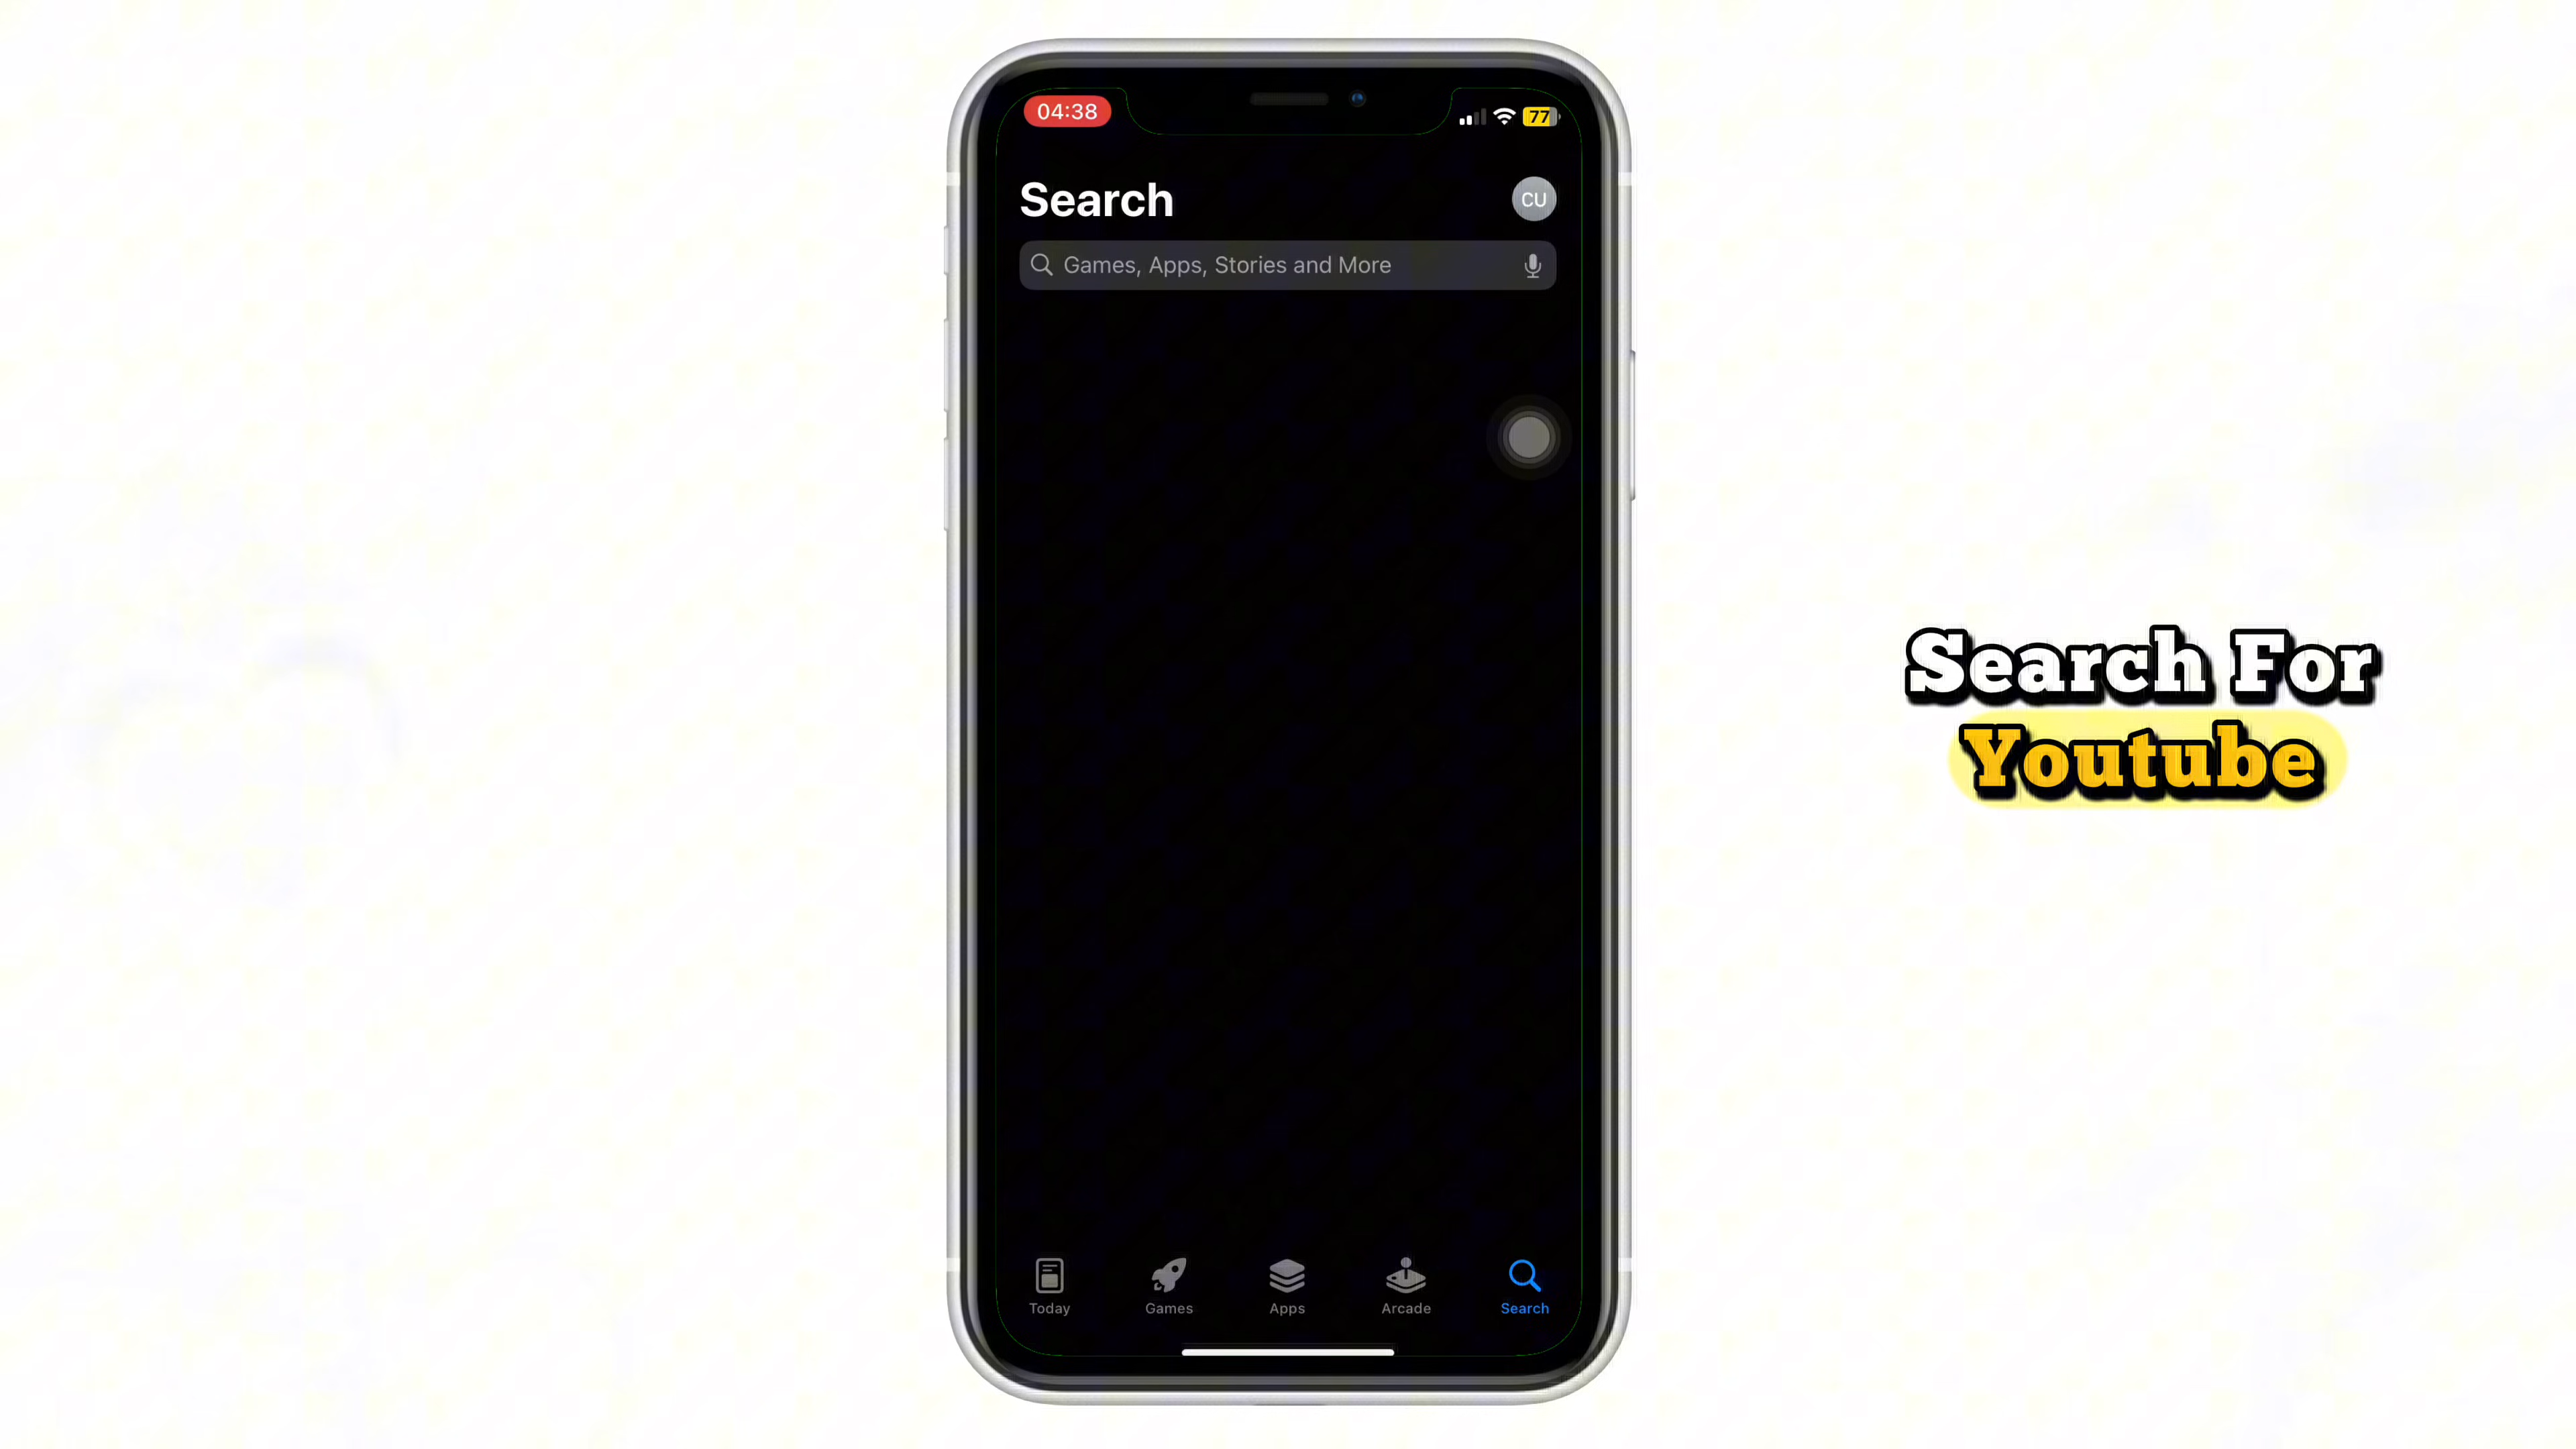 04:38
77
Search
CU
Games, Apps, Stories and More
Search For
Youtube
Today
Games
Apps
Arcade
Search